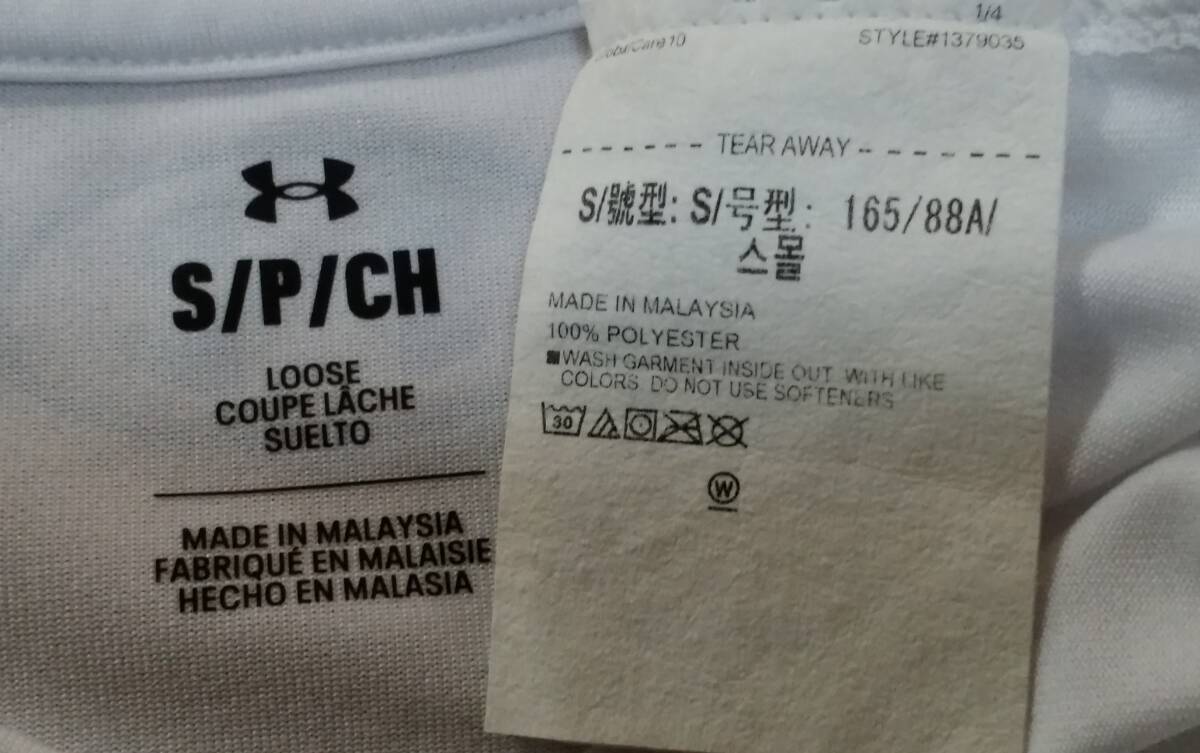 S/P/CH
LOOSE
COUPE LÂCHE
SUELTO
MADE IN MALAYSIA
FABRIQUÉ EN MALAISIE
HECHO EN MALASIA
1/4
Care10
STYLE#1379035
TEAR AWAY
S/號型: S/号型: 165/88A/
스몰
MADE IN MALAYSIA
100% POLYESTER
■WASH GARMENT INSIDE OUT WITH LIKE
COLORS DO NOT USE SOFTENERS
30
W